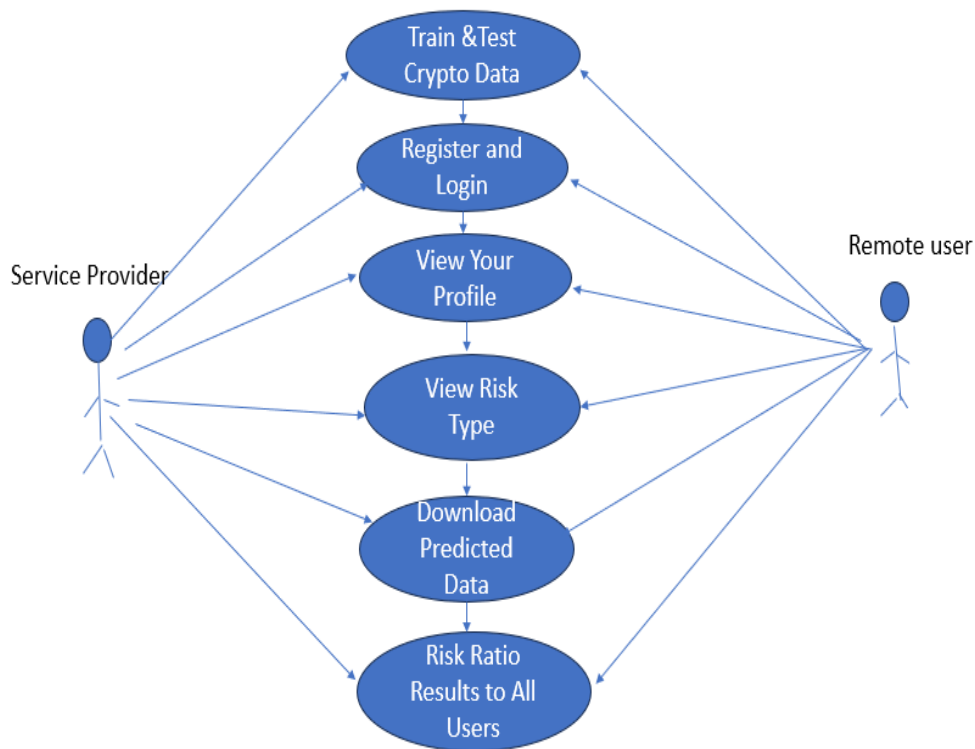 Train &Test
Crypto Data
Register and
Login
Remote user
View Your
Profile
Service Provider
View Risk
Type
Download
Predicted
Data
Risk Ratio
Results to All
Users